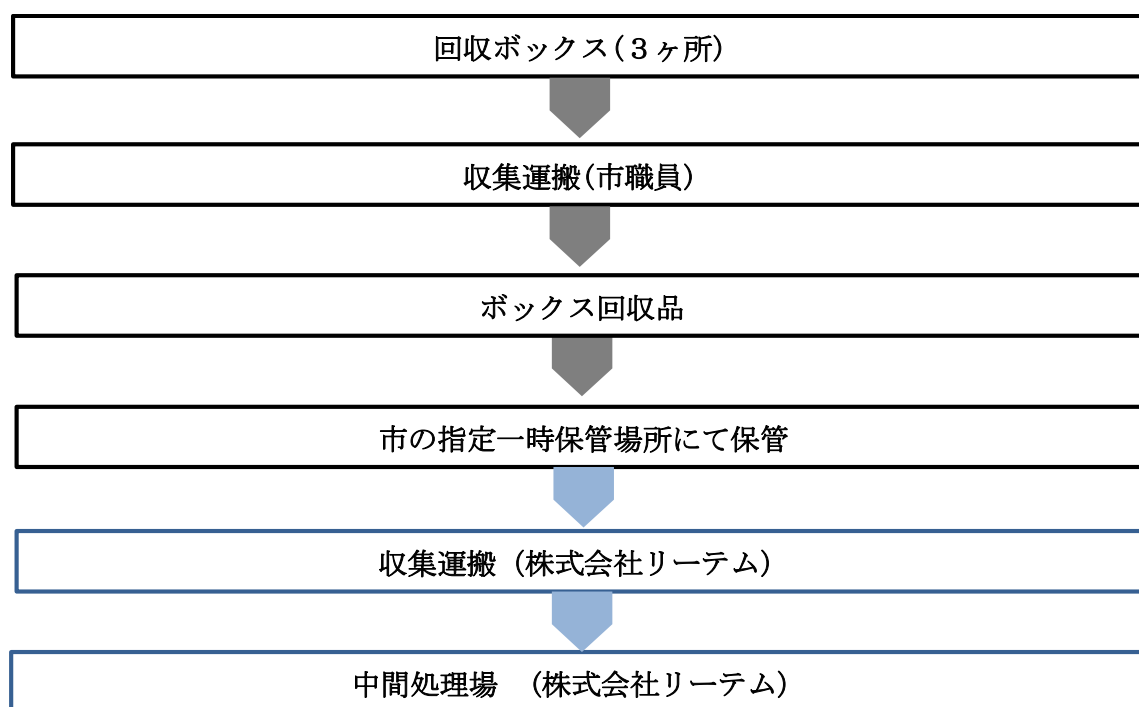 回収ボックス(３ヶ所)
収集運搬(市職員)
ボックス回収品
市の指定一時保管場所にて保管
収集運搬（株式会社リーテム）
中間処理場　（株式会社リーテム）